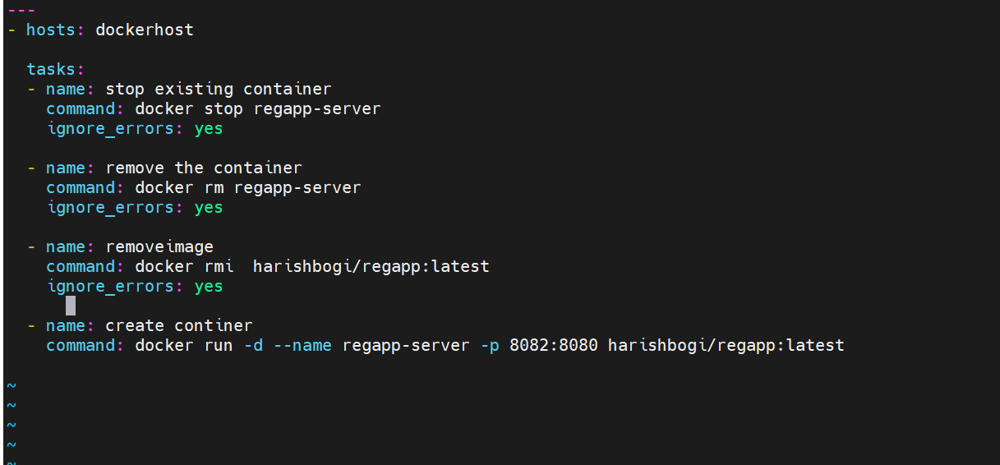 ---
- hosts: dockerhost
  tasks:
  - name: stop existing container
    command: docker stop regapp-server
    ignore_errors: yes
  - name: remove the container
    command: docker rm regapp-server
    ignore_errors: yes
  - name: removeimage
    command: docker rmi  harishbogi/regapp:latest
    ignore_errors: yes
  - name: create continer
    command: docker run -d --name regapp-server -p 8082:8080 harishbogi/regapp:latest
~
~
~
~
~